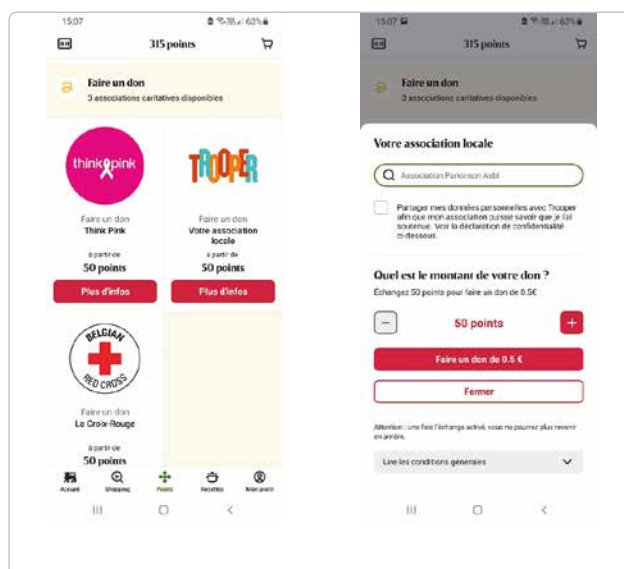 15:07
63%
315 points
Faire un don
3 associations caritatives disponibles
think pink
TROOPER
Faire un don
Think Pink
à partir de
50 points
Plus d'infos
Faire un don
Votre association
locale
à partir de
50 points
Plus d'infos
BELGIAN
RED CROSS
Faire un don
La Croix-Rouge
à partir de
50 points
Accueil
Shopping
Points
Recettes
Mon profil
15:07
62%
315 points
Faire un don
3 associations caritatives disponibles
Votre association locale
Association Parkinson Asbl
Partager mes données personnelles avec Trooper
afin que mon association puisse savoir que je l'ai
soutenue. Voir la déclaration de confidentialité
ci-dessous.
Quel est le montant de votre don ?
Échangez 50 points pour faire un don de 0.5€
50 points
Faire un don de 0.5 €
Fermer
Attention : une fois l'échange activé, vous ne pourrez plus revenir
en arrière.
Lire les conditions générales